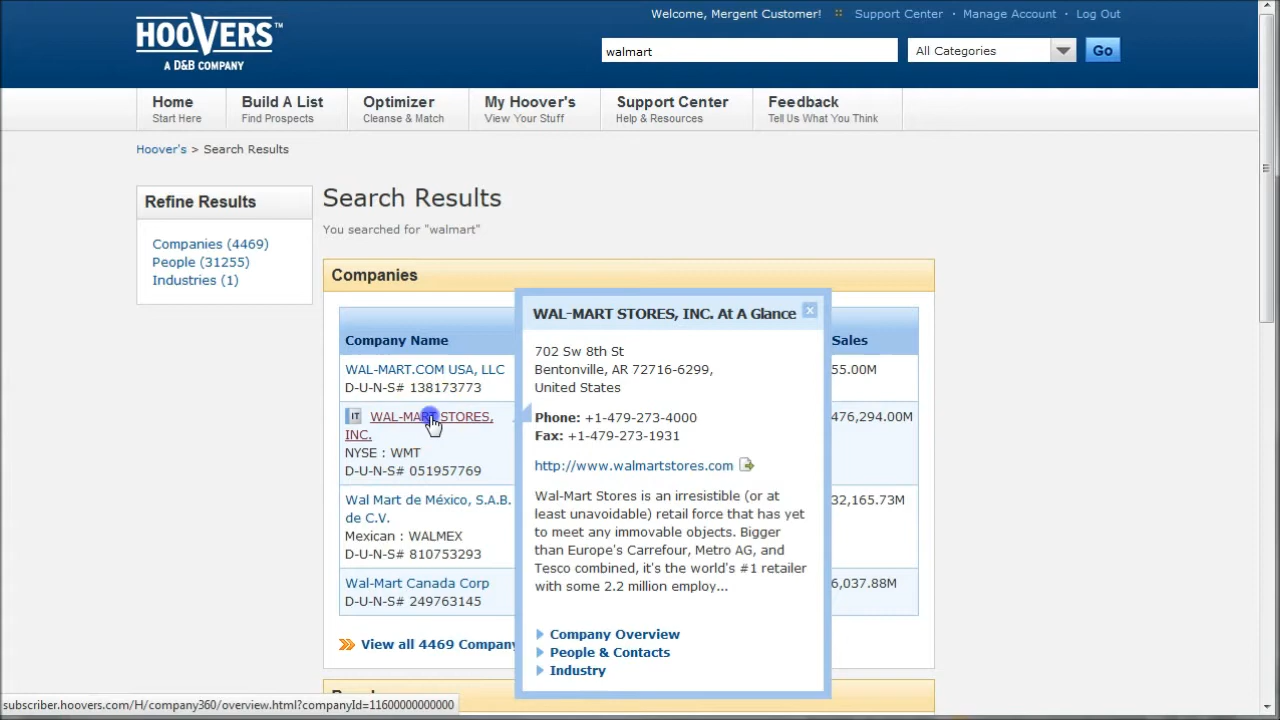 HOOVERS™
A D&B COMPANY
Welcome, Mergent Customer! Support Center · Manage Account · Log Out
walmart All Categories Go
Home Build A List Optimizer My Hoover's Support Center Feedback
Start Here Find Prospects Cleanse & Match View Your Stuff Help & Resources Tell Us What You Think
Hoover's > Search Results
Refine Results
Companies (4469)
People (31255)
Industries (1)
Search Results
You searched for "walmart"
Companies
Company Name
Sales
WAL-MART.COM USA, LLC
D-U-N-S# 138173773
55.00M
IT WAL-MART STORES,
INC.
NYSE : WMT
D-U-N-S# 051957769
476,294.00M
Wal Mart de México, S.A.B.
de C.V.
Mexican : WALMEX
D-U-N-S# 810753293
32,165.73M
Wal-Mart Canada Corp
D-U-N-S# 249763145
6,037.88M
View all 4469 Company
WAL-MART STORES, INC. At A Glance x
702 Sw 8th St
Bentonville, AR 72716-6299,
United States
Phone: +1-479-273-4000
Fax: +1-479-273-1931
http://www.walmartstores.com
Wal-Mart Stores is an irresistible (or at
least unavoidable) retail force that has yet
to meet any immovable objects. Bigger
than Europe's Carrefour, Metro AG, and
Tesco combined, it's the world's #1 retailer
with some 2.2 million employ...
Company Overview
People & Contacts
Industry
subscriber.hoovers.com/H/company360/overview.html?companyId=11600000000000